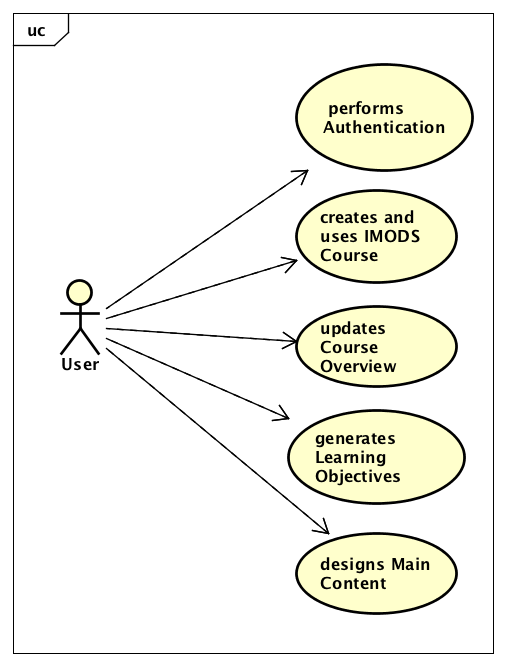 uc
performs
Authentication
creates and
uses IMODS
Course
User
updates
Course
Overview
generates
Learning
Objectives
designs Main
Content